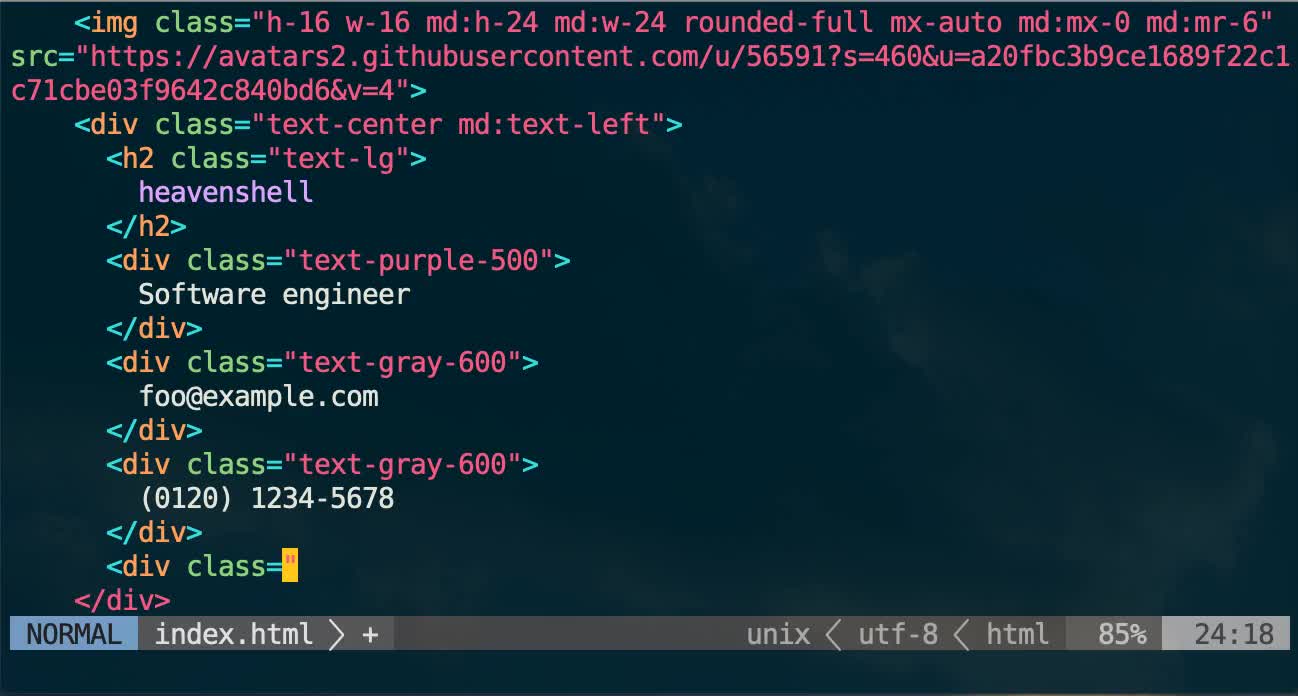 <img class="h-16 w-16 md:h-24 md:w-24 rounded-full mx-auto md:mx-0 md:mr-6"
src="https://avatars2.githubusercontent.com/u/56591?s=460&u=a20fbc3b9ce1689f22c1
c71cbe03f9642c840bd6&v=4">
<div class="text-center md:text-left">
<h2 class="text-lg">
heavenshell
</h2>
<div class="text-purple-500">
Software engineer
</div>
<div class="text-gray-600">
foo@example.com
</div>
<div class="text-gray-600">
(0120) 1234-5678
</div>
<div class="
</div>
NORMAL index.html + unix utf-8 html 85% 24:18